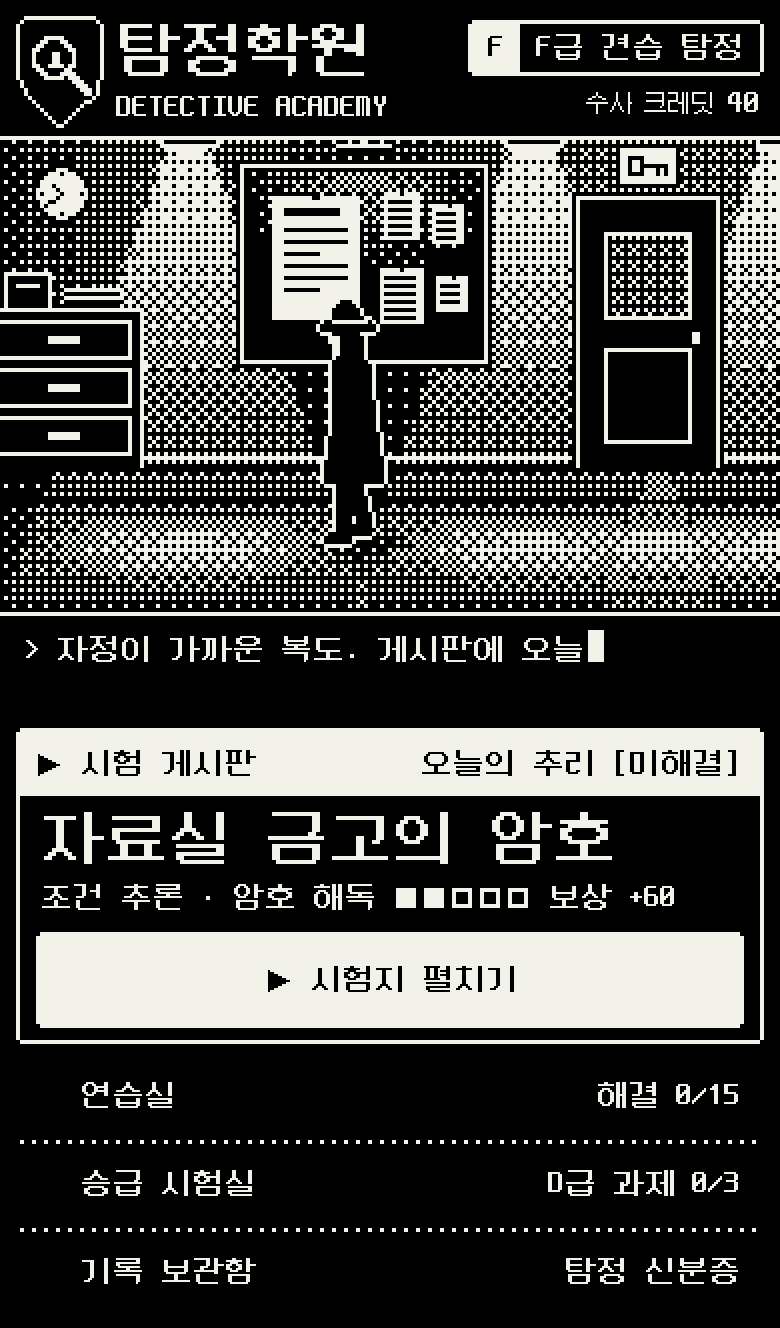 탐정학원
DETECTIVE ACADEMY
F F급 견습 탐정
수사 크레딧 40
> 자정이 가까운 복도. 게시판에 오늘
▶ 시험 게시판 오늘의 추리 [미해결]
자료실 금고의 암호
조건 추론 · 암호 해독 ■■□□□ 보상 +60
▶ 시험지 펼치기
연습실 해결 0/15
승급 시험실 D급 과제 0/3
기록 보관함 탐정 신분증